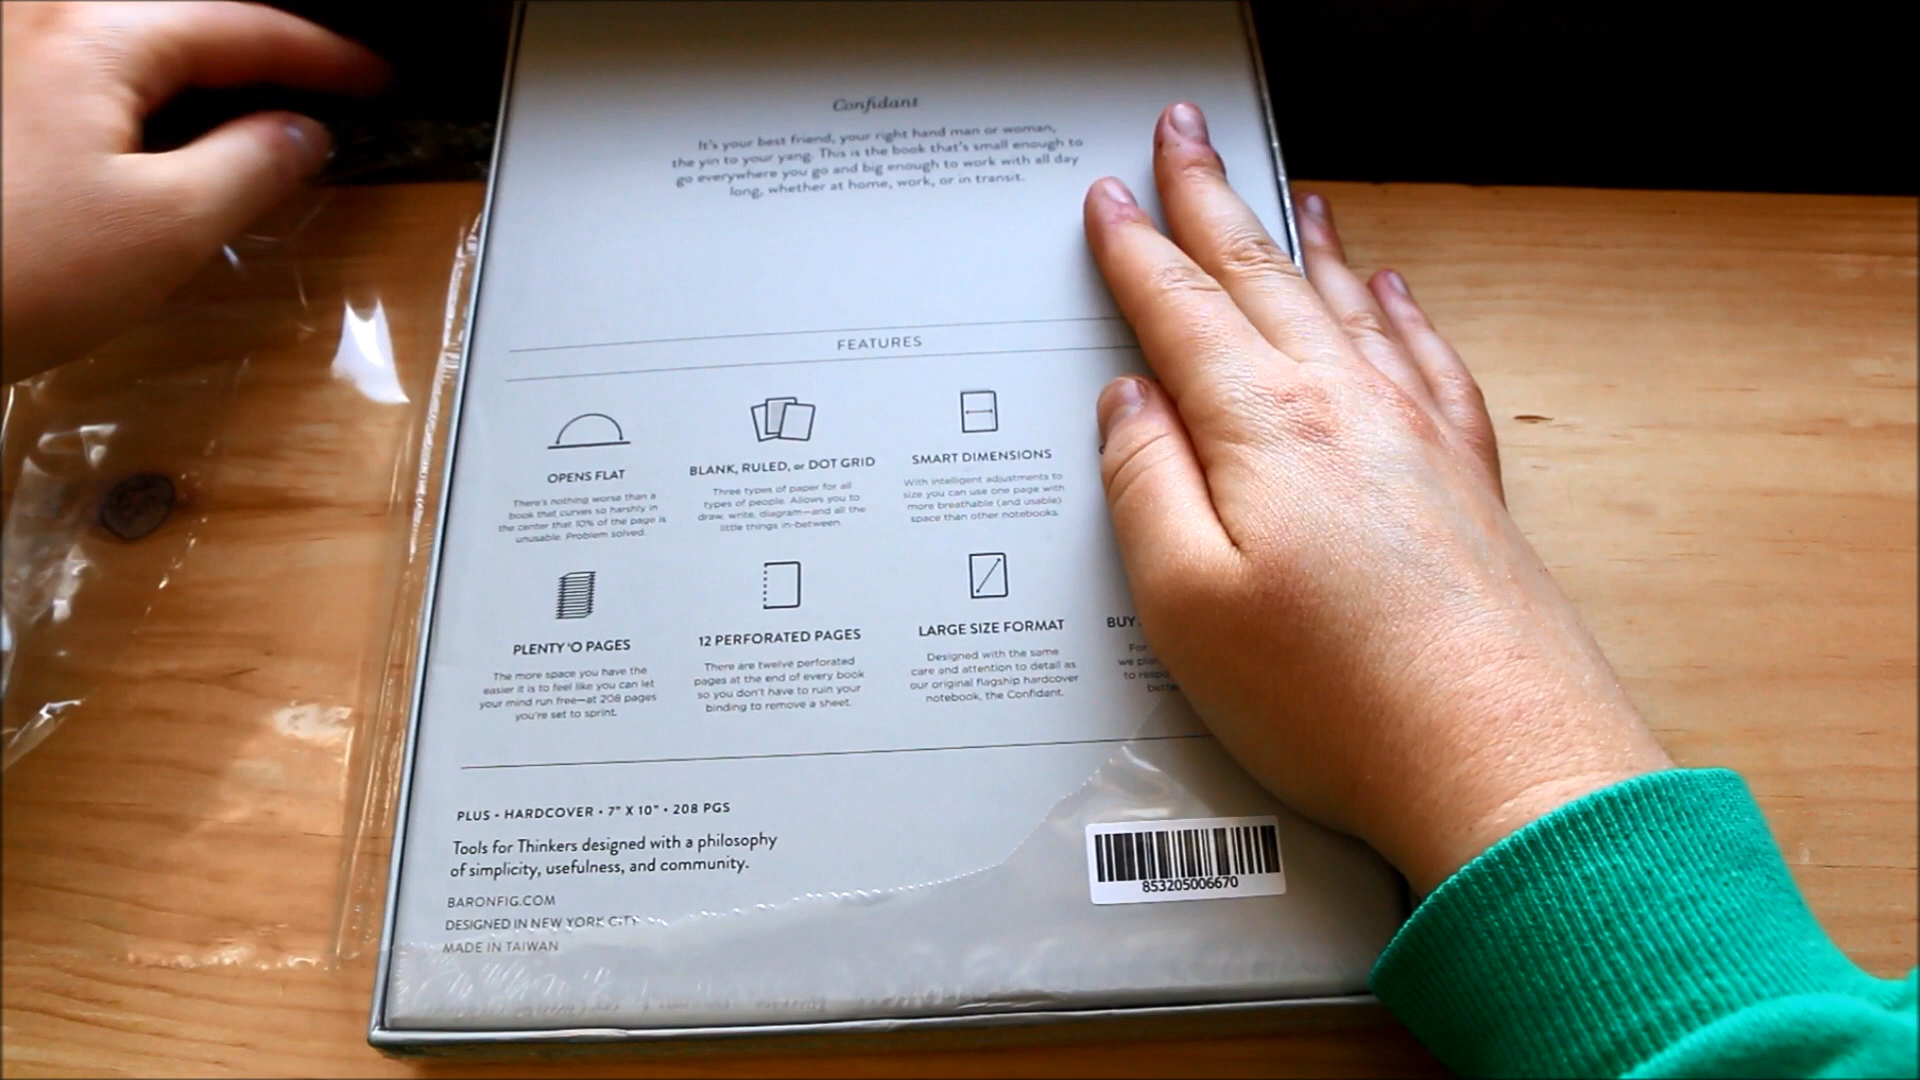 Confidant
It's your best friend, your right hand man or woman,
the yin to your yang. This is the book that's small enough to
go everywhere you go and big enough to work with all day
long, whether at home, work, or in transit.
FEATURES
OPENS FLAT
There's nothing worse than a
book that curves so harshly in
the center that 10% of the page is
unusable. Problem solved.
BLANK, RULED, or DOT GRID
Three types of paper for all
types of people. Allows you to
draw, write, diagram—and all the
little things in-between.
SMART DIMENSIONS
With intelligent adjustments to
size you can use one page with
more breathable (and usable)
space than other notebooks.
PLENTY 'O PAGES
The more space you have the
easier it is to feel like you can let
your mind run free—at 208 pages
you're set to sprint.
12 PERFORATED PAGES
There are twelve perforated
pages at the end of every book
so you don't have to ruin your
binding to remove a sheet.
LARGE SIZE FORMAT
Designed with the same
care and attention to detail as
our original flagship hardcover
notebook, the Confidant.
BUY
For
we plan
to
PLUS • HARDCOVER • 7" X 10" • 208 PGS
Tools for Thinkers designed with a philosophy
of simplicity, usefulness, and community.
BARONFIG.COM
DESIGNED IN NEW YORK CITY
MADE IN TAIWAN
853205006670